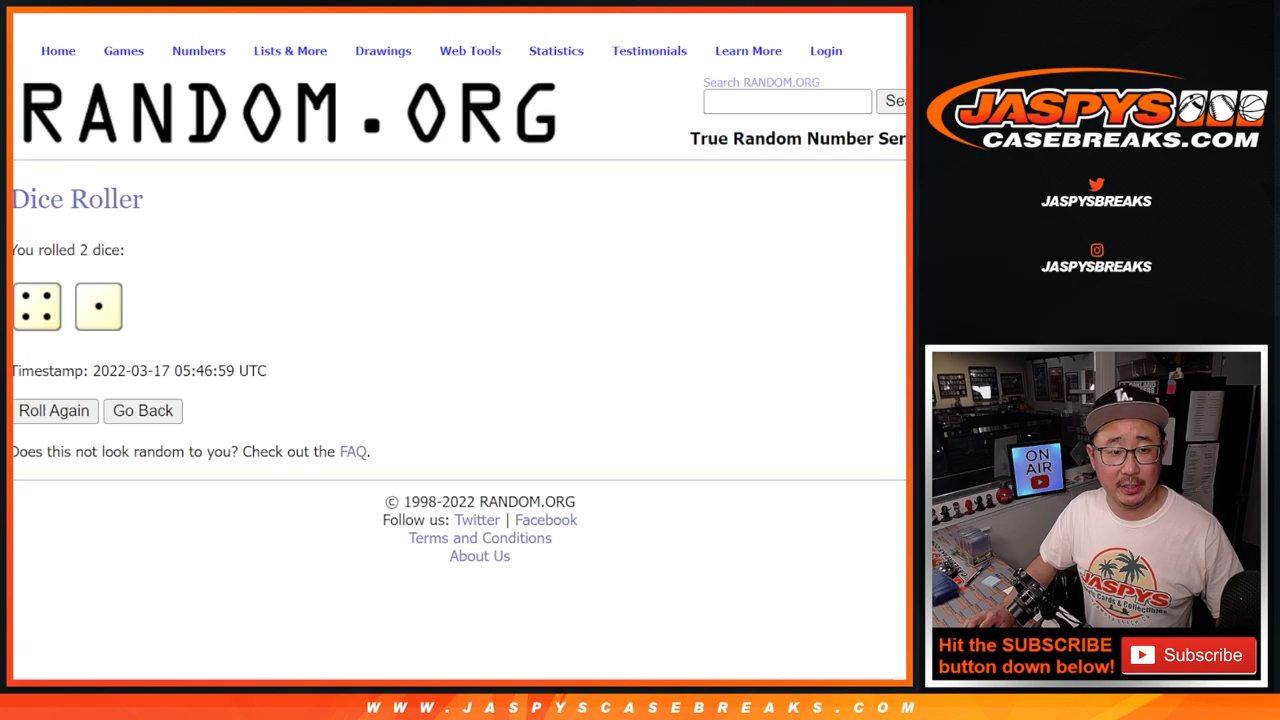 Home Games Numbers Lists & More Drawings Web Tools Statistics Testimonials Learn More Login
RANDOM.ORG
Search RANDOM.ORG
Sea
True Random Number Ser
Dice Roller
You rolled 2 dice:
Timestamp: 2022-03-17 05:46:59 UTC
Roll Again Go Back
Does this not look random to you? Check out the FAQ.
© 1998-2022 RANDOM.ORG
Follow us: Twitter | Facebook
Terms and Conditions
About Us
JASPYS
CASEBREAKS.COM
JASPYSBREAKS
JASPYSBREAKS
ON
AIR
LA
JASPYS
Hit the SUBSCRIBE
button down below!
Subscribe
WWW.JASPYSCASEBREAKS.COM